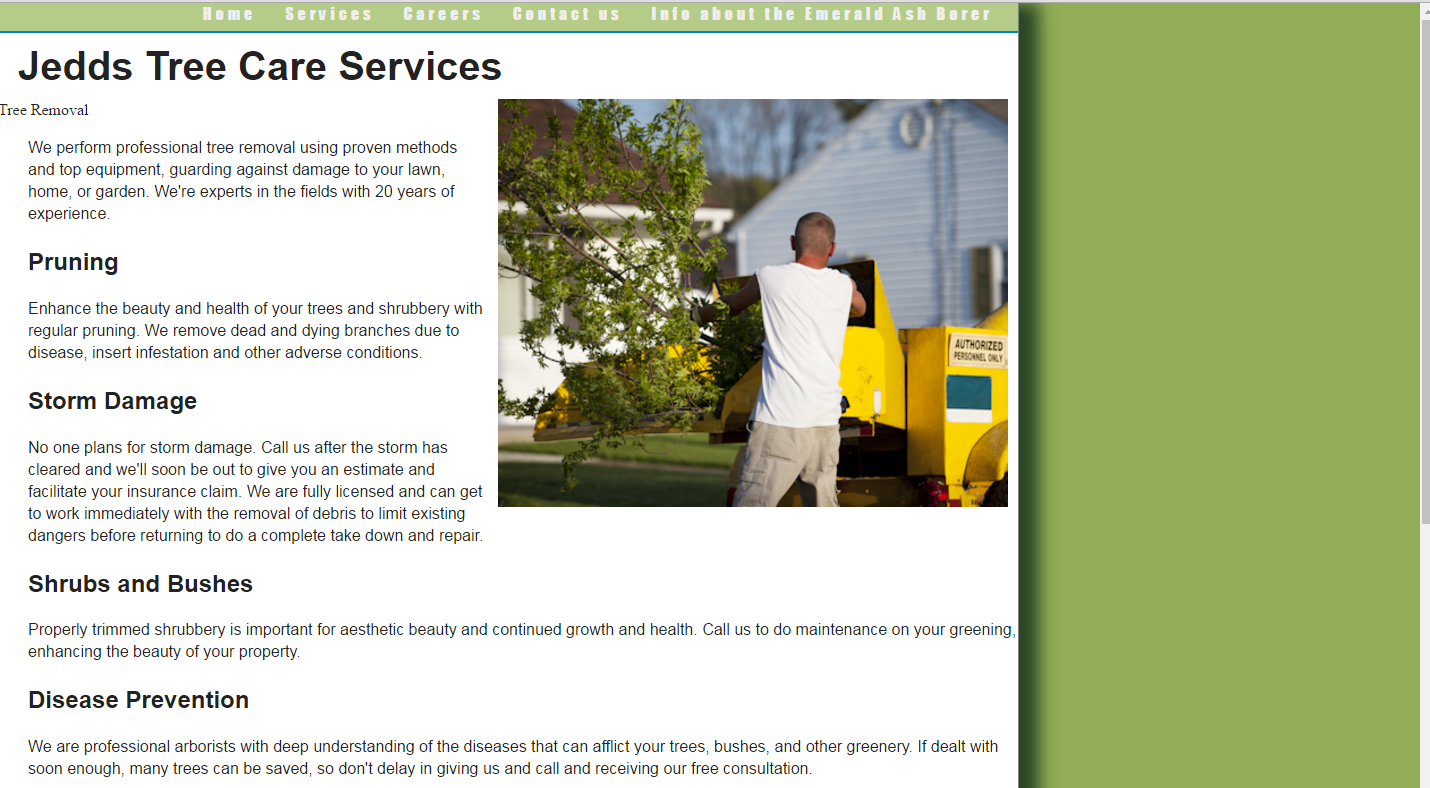 Home Services Careers Contact us Info about the Emerald Ash Borer
Jedds Tree Care Services
Tree Removal
We perform professional tree removal using proven methods
and top equipment, guarding against damage to your lawn,
home, or garden. We're experts in the fields with 20 years of
experience.
Pruning
Enhance the beauty and health of your trees and shrubbery with
regular pruning. We remove dead and dying branches due to
disease, insert infestation and other adverse conditions.
Storm Damage
No one plans for storm damage. Call us after the storm has
cleared and we'll soon be out to give you an estimate and
facilitate your insurance claim. We are fully licensed and can get
to work immediately with the removal of debris to limit existing
dangers before returning to do a complete take down and repair.
AUTHORIZED
PERSONNEL ONLY
Shrubs and Bushes
Properly trimmed shrubbery is important for aesthetic beauty and continued growth and health. Call us to do maintenance on your greening,
enhancing the beauty of your property.
Disease Prevention
We are professional arborists with deep understanding of the diseases that can afflict your trees, bushes, and other greenery. If dealt with
soon enough, many trees can be saved, so don't delay in giving us and call and receiving our free consultation.